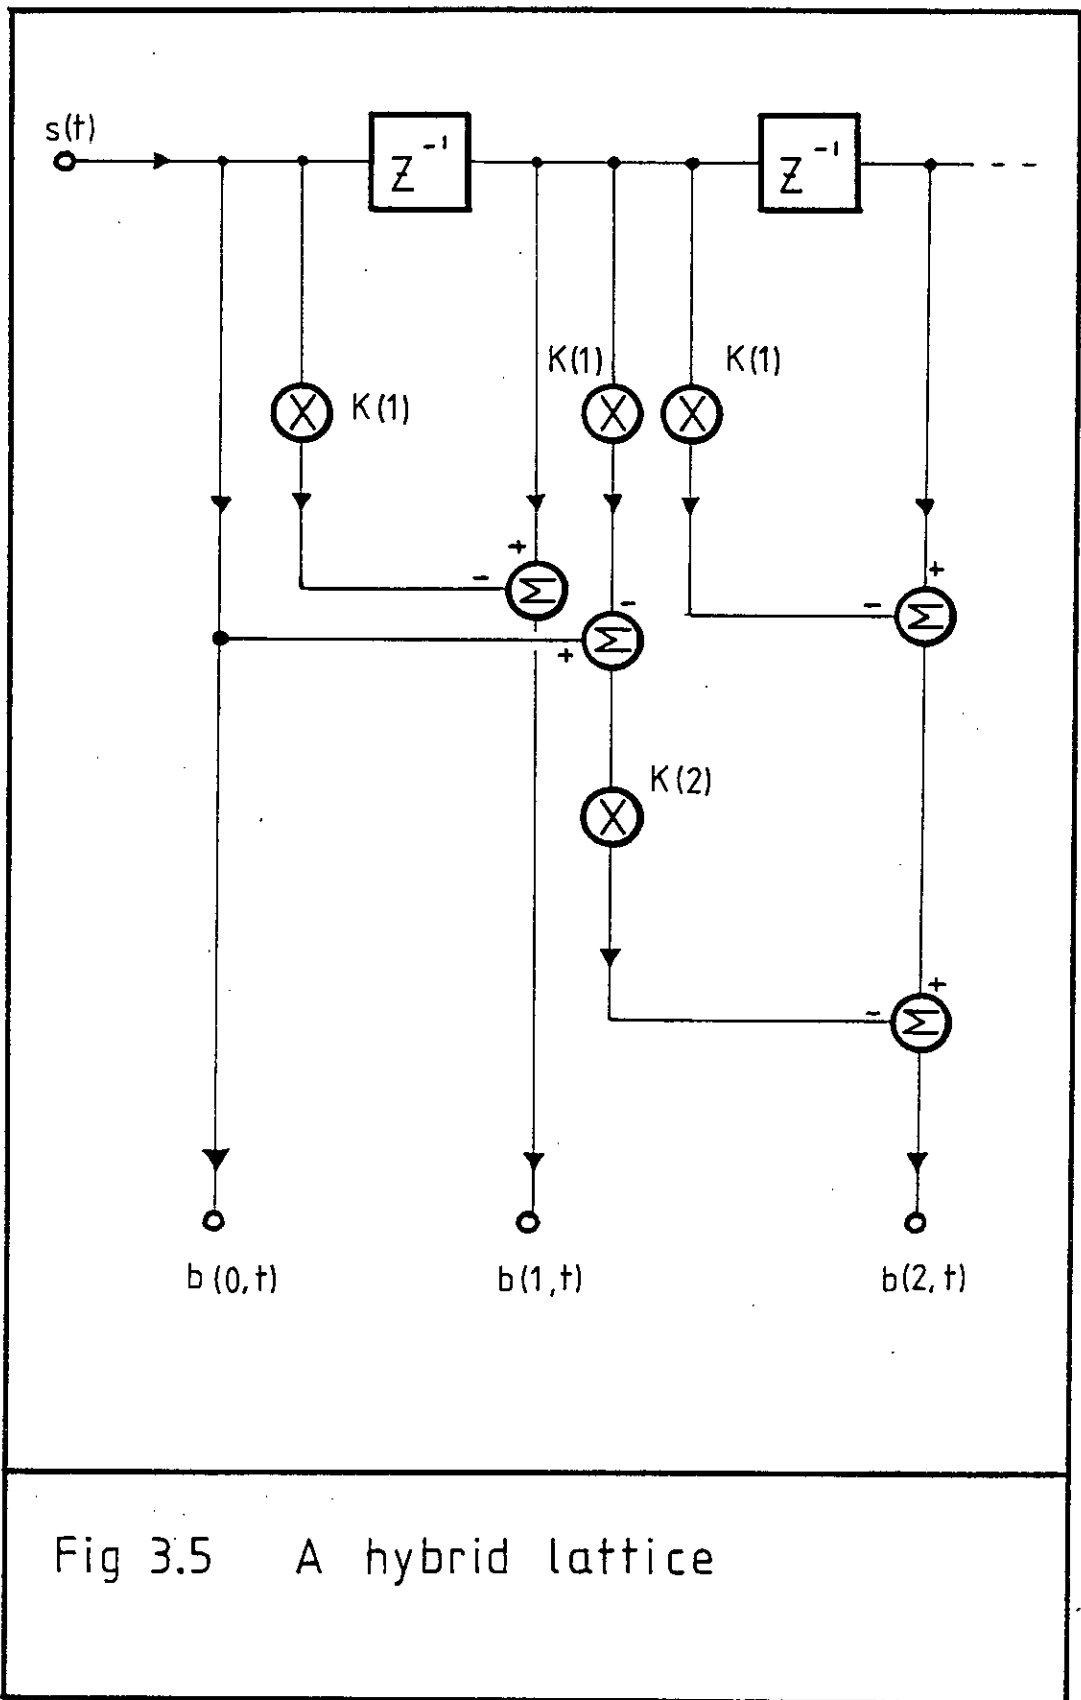 s(t)
Z⁻¹
Z⁻¹
- - -
K(1)
K(1)
K(1)
X
X
X
+
-
Σ
-
+
Σ
+
-
Σ
K(2)
X
+
-
Σ
b(0,t)
b(1,t)
b(2,t)
Fig 3.5 A hybrid lattice